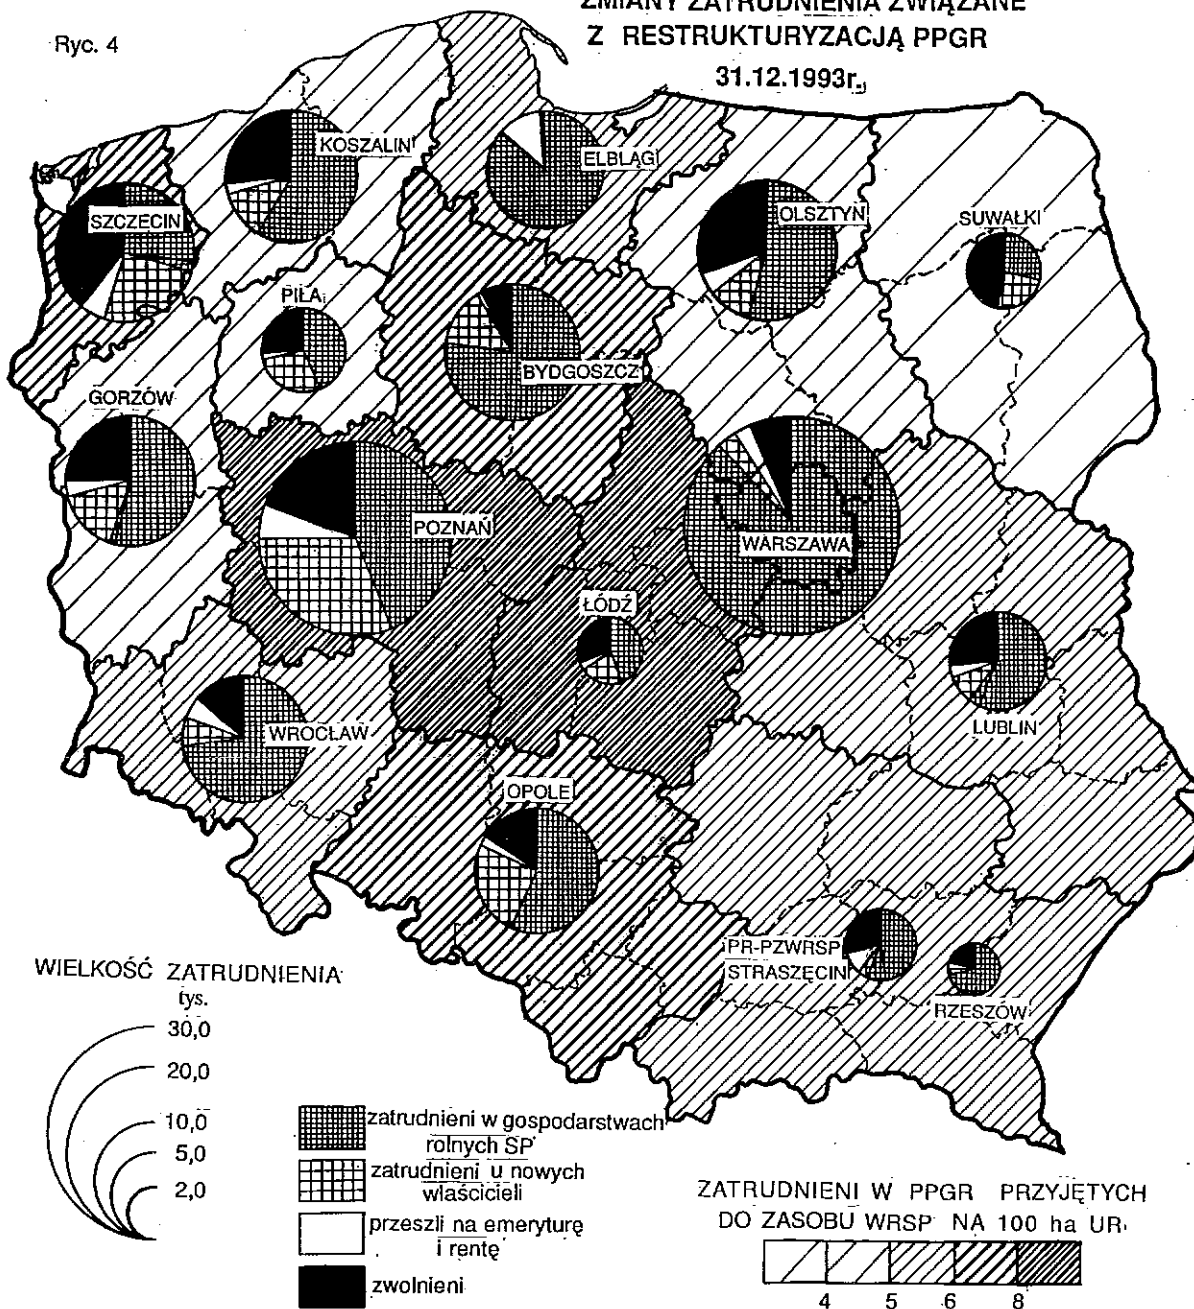 ZMIANY ZATRUDNIENIA ZWIĄZANE
Ryc. 4
Z RESTRUKTURYZACJĄ PPGR
31.12.1993r.
KOSZALIN
ELBLĄG
SZCZECIN
OLSZTYN
SUWAŁKI
PIŁA
BYDGOSZCZ
GORZÓW
POZNAŃ
WARSZAWA
ŁÓDŹ
WROCŁAW
LUBLIN
OPOLE
PR-PZWRSP
STRASZĘCIN
RZESZÓW
WIELKOŚĆ ZATRUDNIENIA
tys.
30,0
20,0
10,0
5,0
2,0
zatrudnieni w gospodarstwach
rolnych SP
zatrudnieni u nowych
właścicieli
przeszli na emeryturę
i rentę
zwolnieni
ZATRUDNIENI W PPGR PRZYJĘTYCH
DO ZASOBU WRSP NA 100 ha UR
4 5 6 8